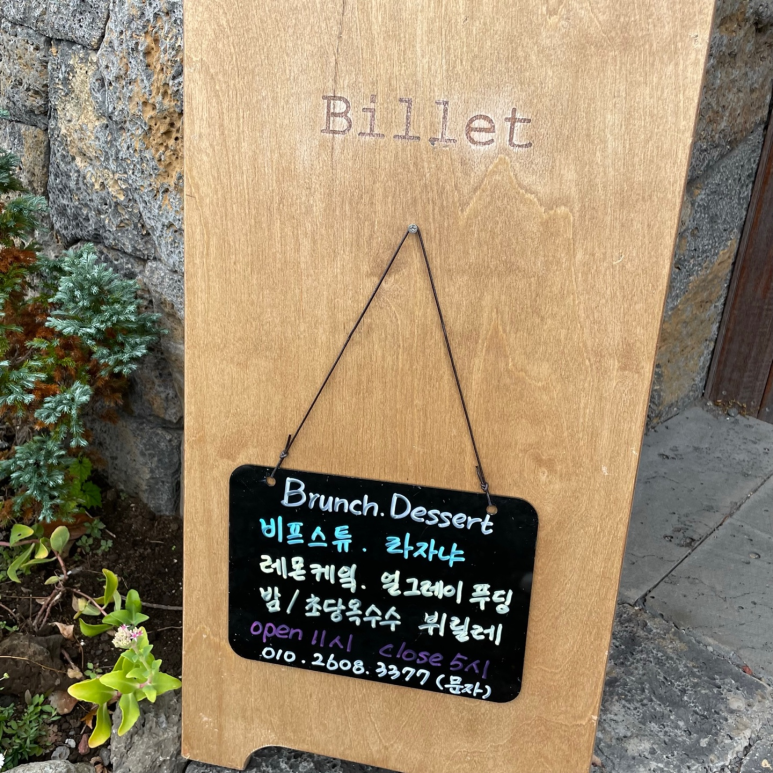 Billet
Brunch. Dessert
비프스튜. 라자냐
레몬케잌. 얼그레이 푸딩
밤/초당옥수수 뷔릴레
open 11시 close 5시
010.2608.3377(문자)